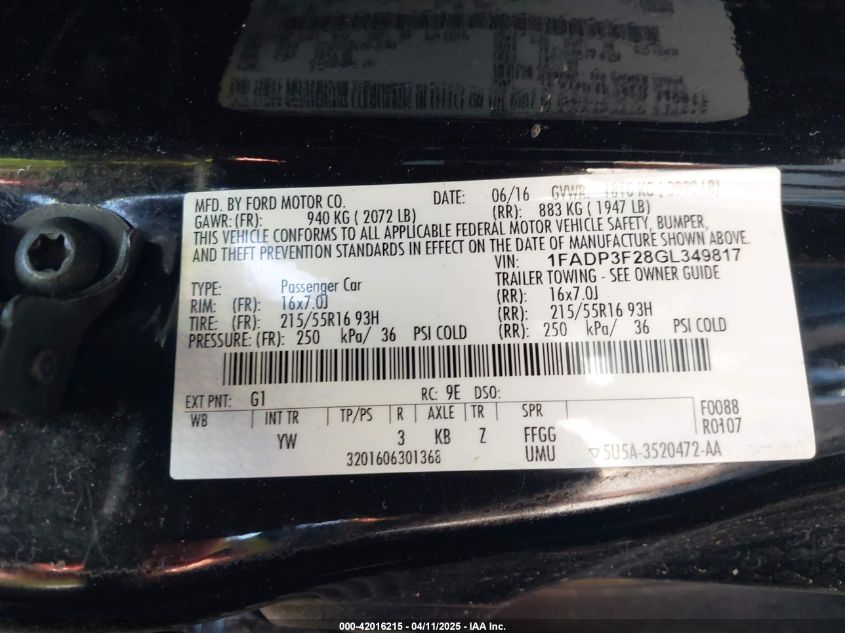 MFD. BY FORD MOTOR CO. DATE: 06/16 GVWR:
GAWR:(FR): 940 KG ( 2072 LB) (RR): 883 KG ( 1947 LB)
THIS VEHICLE CONFORMS TO ALL APPLICABLE FEDERAL MOTOR VEHICLE SAFETY, BUMPER,
AND THEFT PREVENTION STANDARDS IN EFFECT ON THE DATE OF MANUFACTURE SHOWN ABOVE
VIN: 1FADP3F28GL349817
TYPE: Passenger Car TRAILER TOWING - SEE OWNER GUIDE
RIM: (FR): 16x7.0J (RR): 16x7.0J
TIRE: (FR): 215/55R16 93H (RR): 215/55R16 93H
PRESSURE: (FR): 250 kPa/ 36 PSI COLD (RR): 250 kPa/ 36 PSI COLD
EXT PNT: G1 RC: 9E DSO:
WB INT TR TP/PS R AXLE TR SPR F0088
YW 3 KB Z FFGG R0107
3201606301368 UMU ▽5U5A-3520472-AA
000-42016215 - 04/11/2025 - IAA Inc.